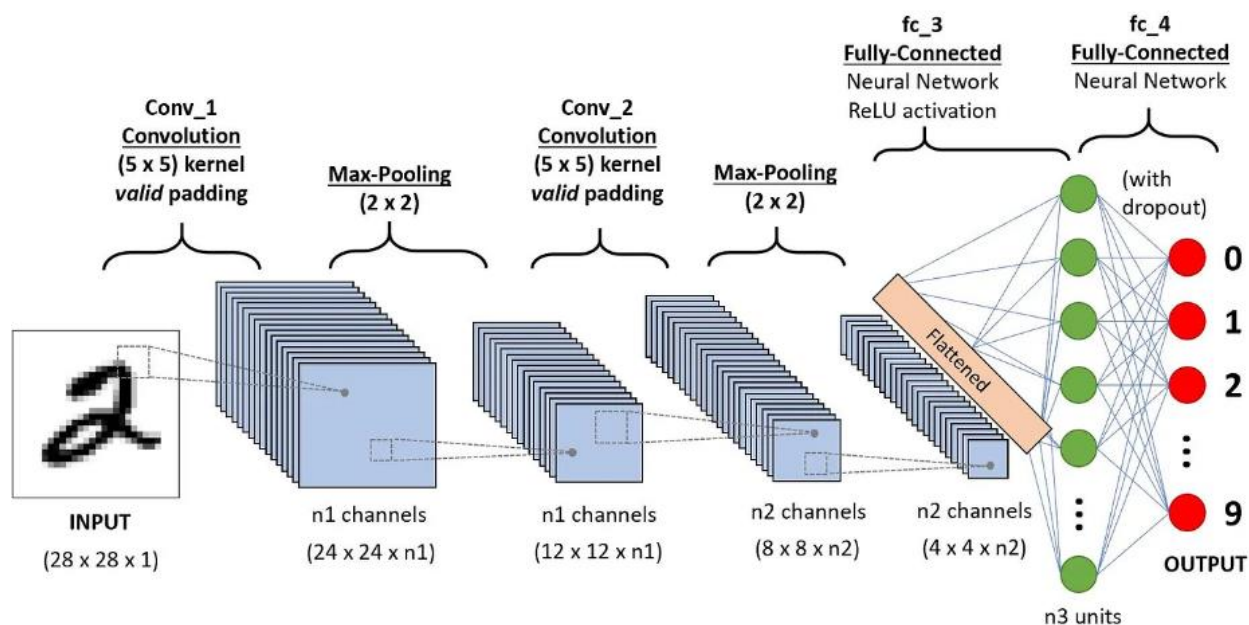 Conv_1
Convolution
(5 x 5) kernel
valid padding
Max-Pooling
(2 x 2)
Conv_2
Convolution
(5 x 5) kernel
valid padding
Max-Pooling
(2 x 2)
fc_3
Fully-Connected
Neural Network
ReLU activation
fc_4
Fully-Connected
Neural Network
(with
dropout)
Flattened
0
1
2
9
OUTPUT
INPUT
(28 x 28 x 1)
n1 channels
(24 x 24 x n1)
n1 channels
(12 x 12 x n1)
n2 channels
(8 x 8 x n2)
n2 channels
(4 x 4 x n2)
n3 units
2